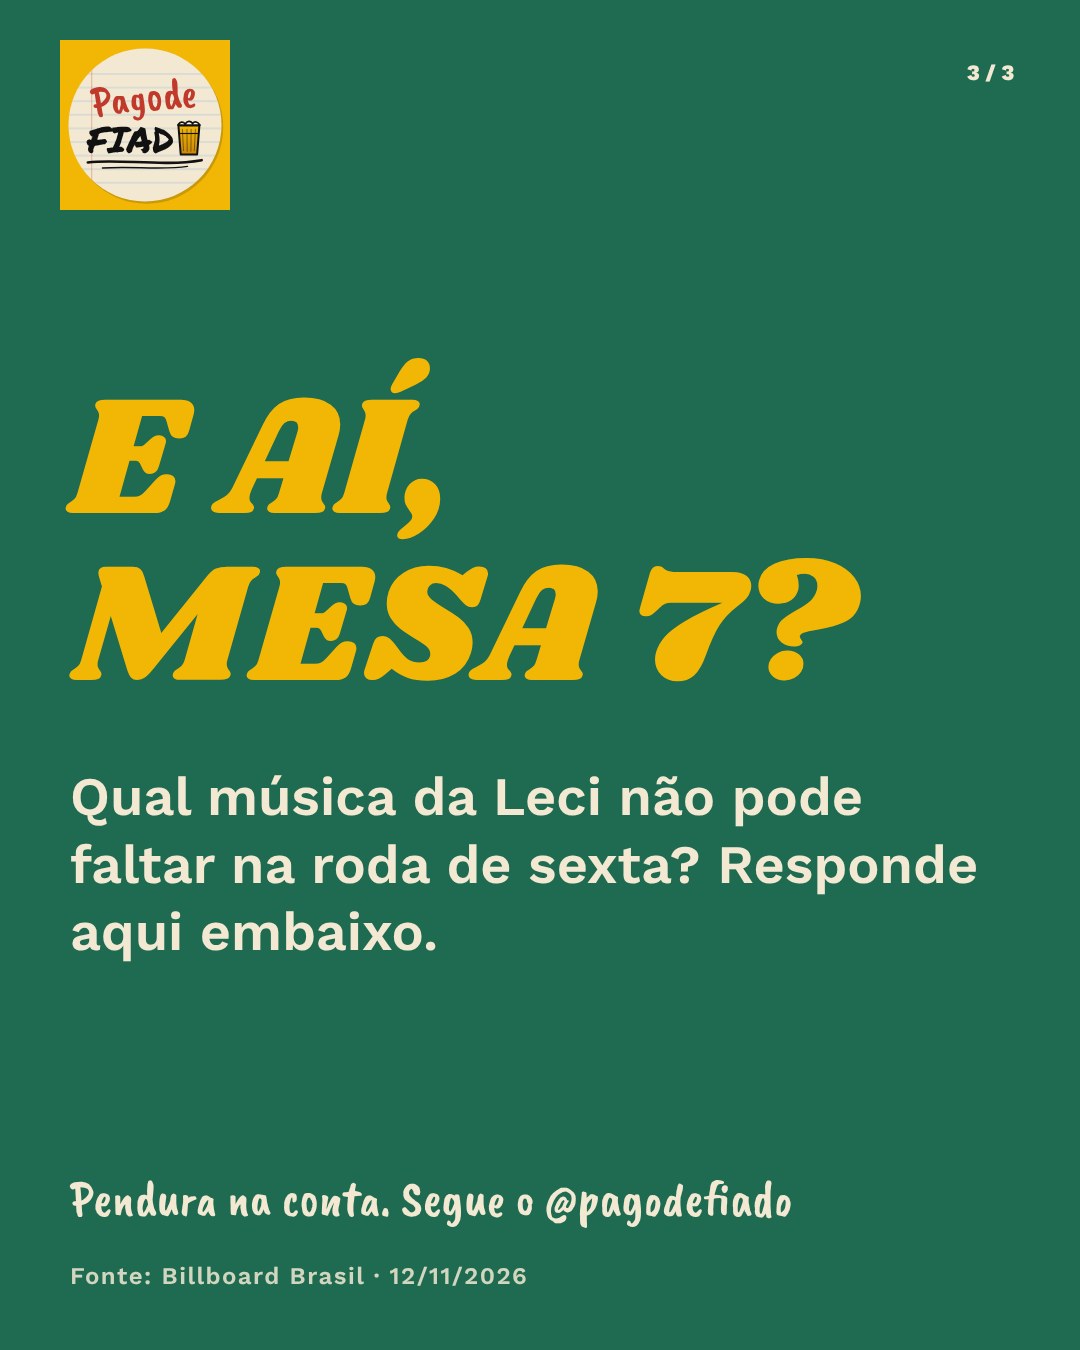 Pagode
FIADO
3 / 3
E AÍ,
MESA 7?
Qual música da Leci não pode
faltar na roda de sexta? Responde
aqui embaixo.
Pendura na conta. Segue o @pagodefiado
Fonte: Billboard Brasil · 12/11/2026